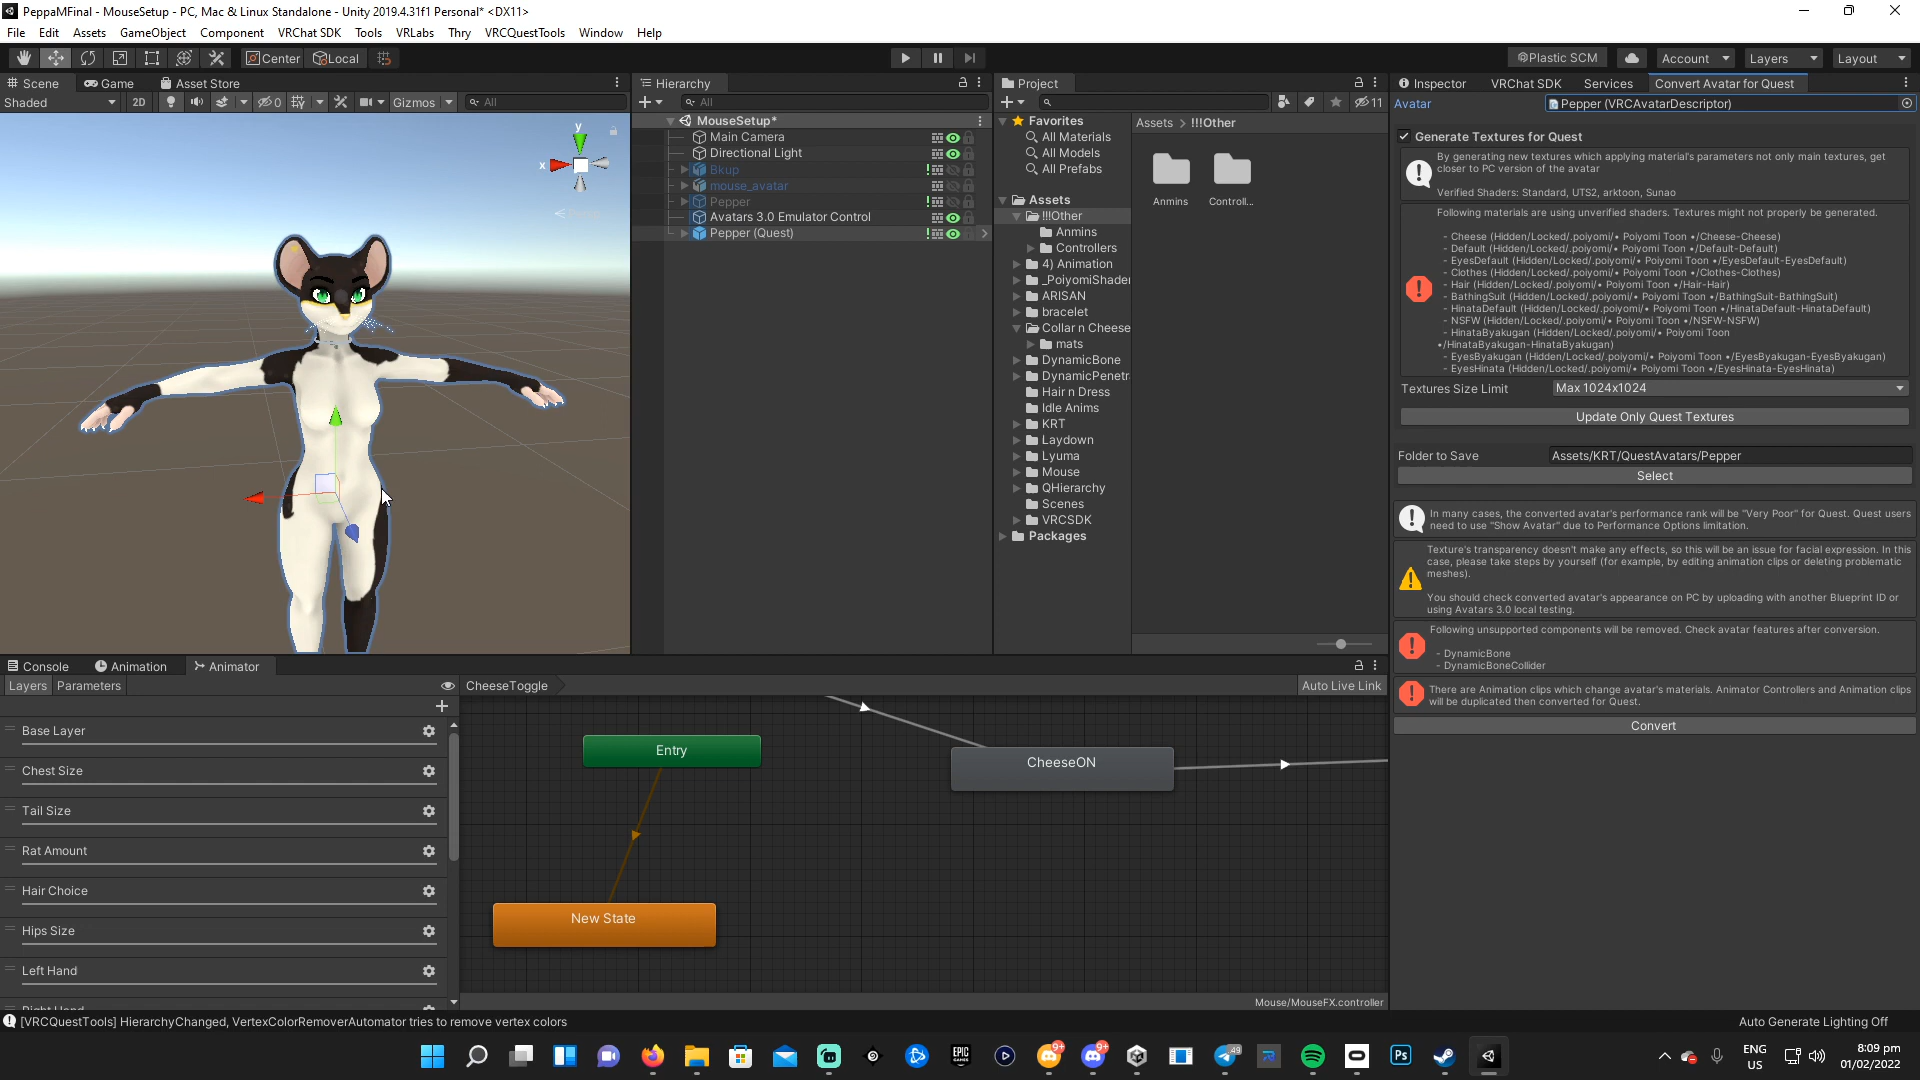 PeppaMFinal - MouseSetup - PC, Mac & Linux Standalone - Unity 2019.4.31f1 Personal* <DX11>
File Edit Assets GameObject Component VRChat SDK Tools VRLabs Thry VRCQuestTools Window Help
Center Local Plastic SCM Account Layers Layout
Scene Game Asset Store
Shaded 2D 0 Gizmos All
y
x
Persp
Hierarchy
All
MouseSetup*
Main Camera
Directional Light
Bkup
mouse_avatar
Pepper
Avatars 3.0 Emulator Control
Pepper (Quest)
Project
11
Favorites
All Materials
All Models
All Prefabs
Assets
!!!Other
Anmins
Controllers
4) Animation
_PoiyomiShader
ARISAN
bracelet
Collar n Cheese
mats
DynamicBone
DynamicPenetr
Hair n Dress
Idle Anims
KRT
Laydown
Lyuma
Mouse
QHierarchy
Scenes
VRCSDK
Packages
Assets > !!!Other
Anmins Controll...
Inspector VRChat SDK Services Convert Avatar for Quest
Avatar Pepper (VRCAvatarDescriptor)
Generate Textures for Quest
By generating new textures which applying material's parameters not only main textures, get
closer to PC version of the avatar
Verified Shaders: Standard, UTS2, arktoon, Sunao
Following materials are using unverified shaders. Textures might not properly be generated.
- Cheese (Hidden/Locked/.poiyomi/• Poiyomi Toon •/Cheese-Cheese)
- Default (Hidden/Locked/.poiyomi/• Poiyomi Toon •/Default-Default)
- EyesDefault (Hidden/Locked/.poiyomi/• Poiyomi Toon •/EyesDefault-EyesDefault)
- Clothes (Hidden/Locked/.poiyomi/• Poiyomi Toon •/Clothes-Clothes)
- Hair (Hidden/Locked/.poiyomi/• Poiyomi Toon •/Hair-Hair)
- BathingSuit (Hidden/Locked/.poiyomi/• Poiyomi Toon •/BathingSuit-BathingSuit)
- HinataDefault (Hidden/Locked/.poiyomi/• Poiyomi Toon •/HinataDefault-HinataDefault)
- NSFW (Hidden/Locked/.poiyomi/• Poiyomi Toon •/NSFW-NSFW)
- HinataByakugan (Hidden/Locked/.poiyomi/• Poiyomi Toon
•/HinataByakugan-HinataByakugan)
- EyesByakugan (Hidden/Locked/.poiyomi/• Poiyomi Toon •/EyesByakugan-EyesByakugan)
- EyesHinata (Hidden/Locked/.poiyomi/• Poiyomi Toon •/EyesHinata-EyesHinata)
Textures Size Limit Max 1024x1024
Update Only Quest Textures
Folder to Save Assets/KRT/QuestAvatars/Pepper
Select
In many cases, the converted avatar's performance rank will be "Very Poor" for Quest. Quest users
need to use "Show Avatar" due to Performance Options limitation.
Texture's transparency doesn't make any effects, so this will be an issue for facial expression. In this
case, please take steps by yourself (for example, by editing animation clips or deleting problematic
meshes).
You should check converted avatar's appearance on PC by uploading with another Blueprint ID or
using Avatars 3.0 local testing.
Following unsupported components will be removed. Check avatar features after conversion.
- DynamicBone
- DynamicBoneCollider
There are Animation clips which change avatar's materials. Animator Controllers and Animation clips
will be duplicated then converted for Quest.
Convert
Console Animation Animator
Layers Parameters CheeseToggle Auto Live Link
Base Layer
Chest Size
Tail Size
Rat Amount
Hair Choice
Hips Size
Left Hand
Right Hand
Entry
CheeseON
New State
Mouse/MouseFX.controller
[VRCQuestTools] HierarchyChanged, VertexColorRemoverAutomator tries to remove vertex colors
Auto Generate Lighting Off
EPIC GAMES
9+
9+
49
Ps
ENG
US
8:09 pm
01/02/2022